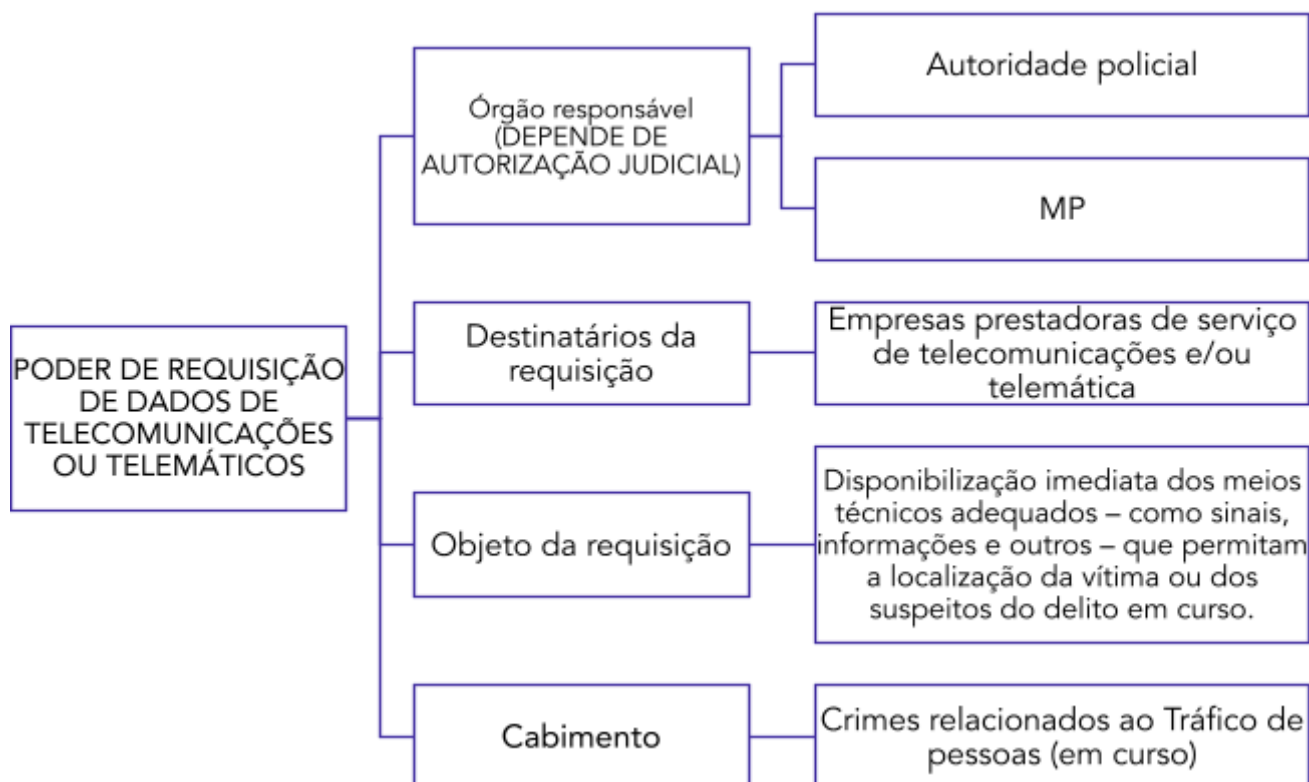 PODER DE REQUISIÇÃO
DE DADOS DE
TELECOMUNICAÇÕES
OU TELEMÁTICOS
Órgão responsável
(DEPENDE DE
AUTORIZAÇÃO JUDICIAL)
Autoridade policial
MP
Destinatários da
requisição
Empresas prestadoras de serviço
de telecomunicações e/ou
telemática
Objeto da requisição
Disponibilização imediata dos meios
técnicos adequados – como sinais,
informações e outros – que permitam
a localização da vítima ou dos
suspeitos do delito em curso.
Cabimento
Crimes relacionados ao Tráfico de
pessoas (em curso)